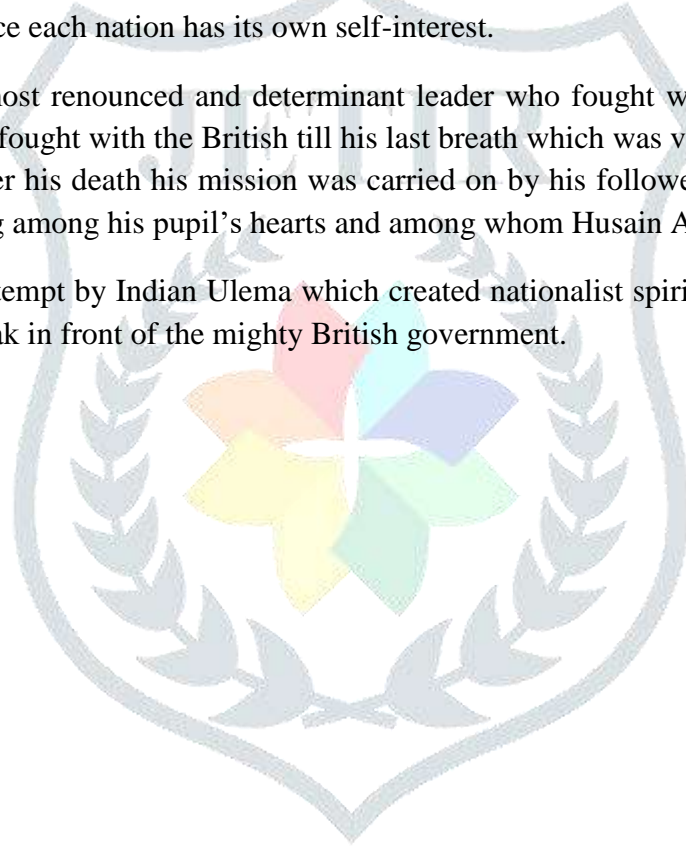 ce each nation has its own self-interest.
ost renounced and determinant leader who fought w
fought with the British till his last breath which was v
er his death his mission was carried on by his followe
g among his pupil's hearts and among whom Husain A
tempt by Indian Ulema which created nationalist spiri
ak in front of the mighty British government.
JETIR